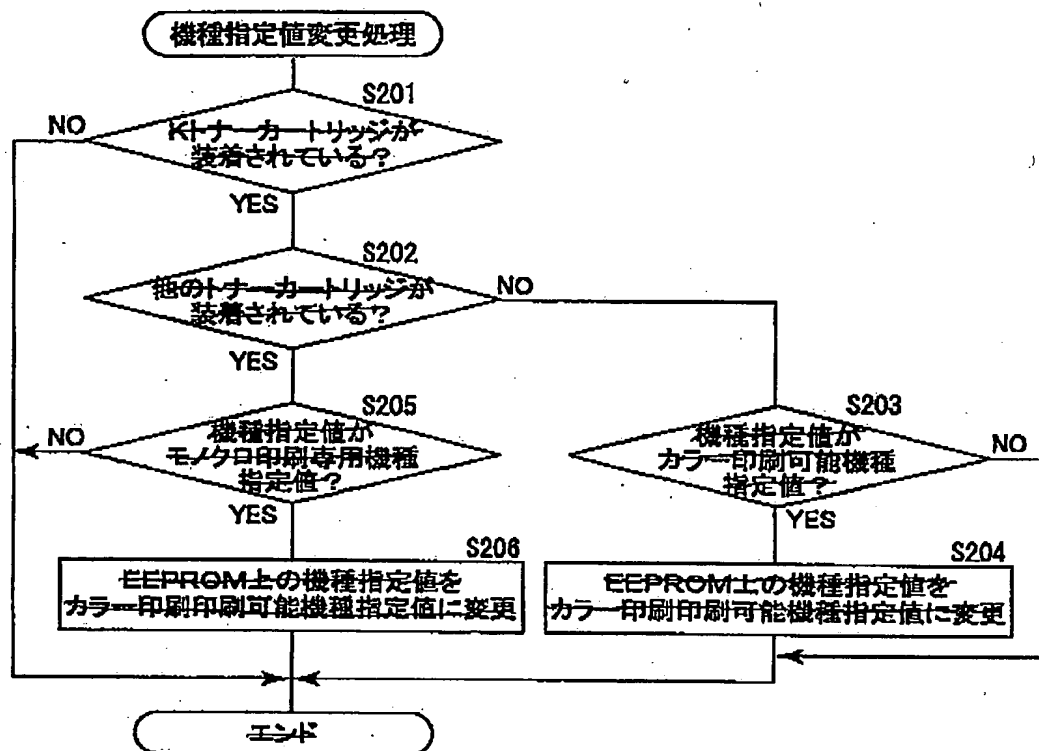 機種指定値変更処理
S201
NO
Kトナーカートリッジが
装着されている?
YES
S202
NO
他のトナーカートリッジが
装着されている?
YES
S205
NO
機種指定値が
モノクロ印刷専用機種
指定値?
YES
S203
NO
機種指定値が
カラー印刷可能機種
指定値?
YES
S206
EEPROM上の機種指定値を
カラー印刷印刷可能機種指定値に変更
S204
EEPROM上の機種指定値を
カラー印刷印刷可能機種指定値に変更
エンド